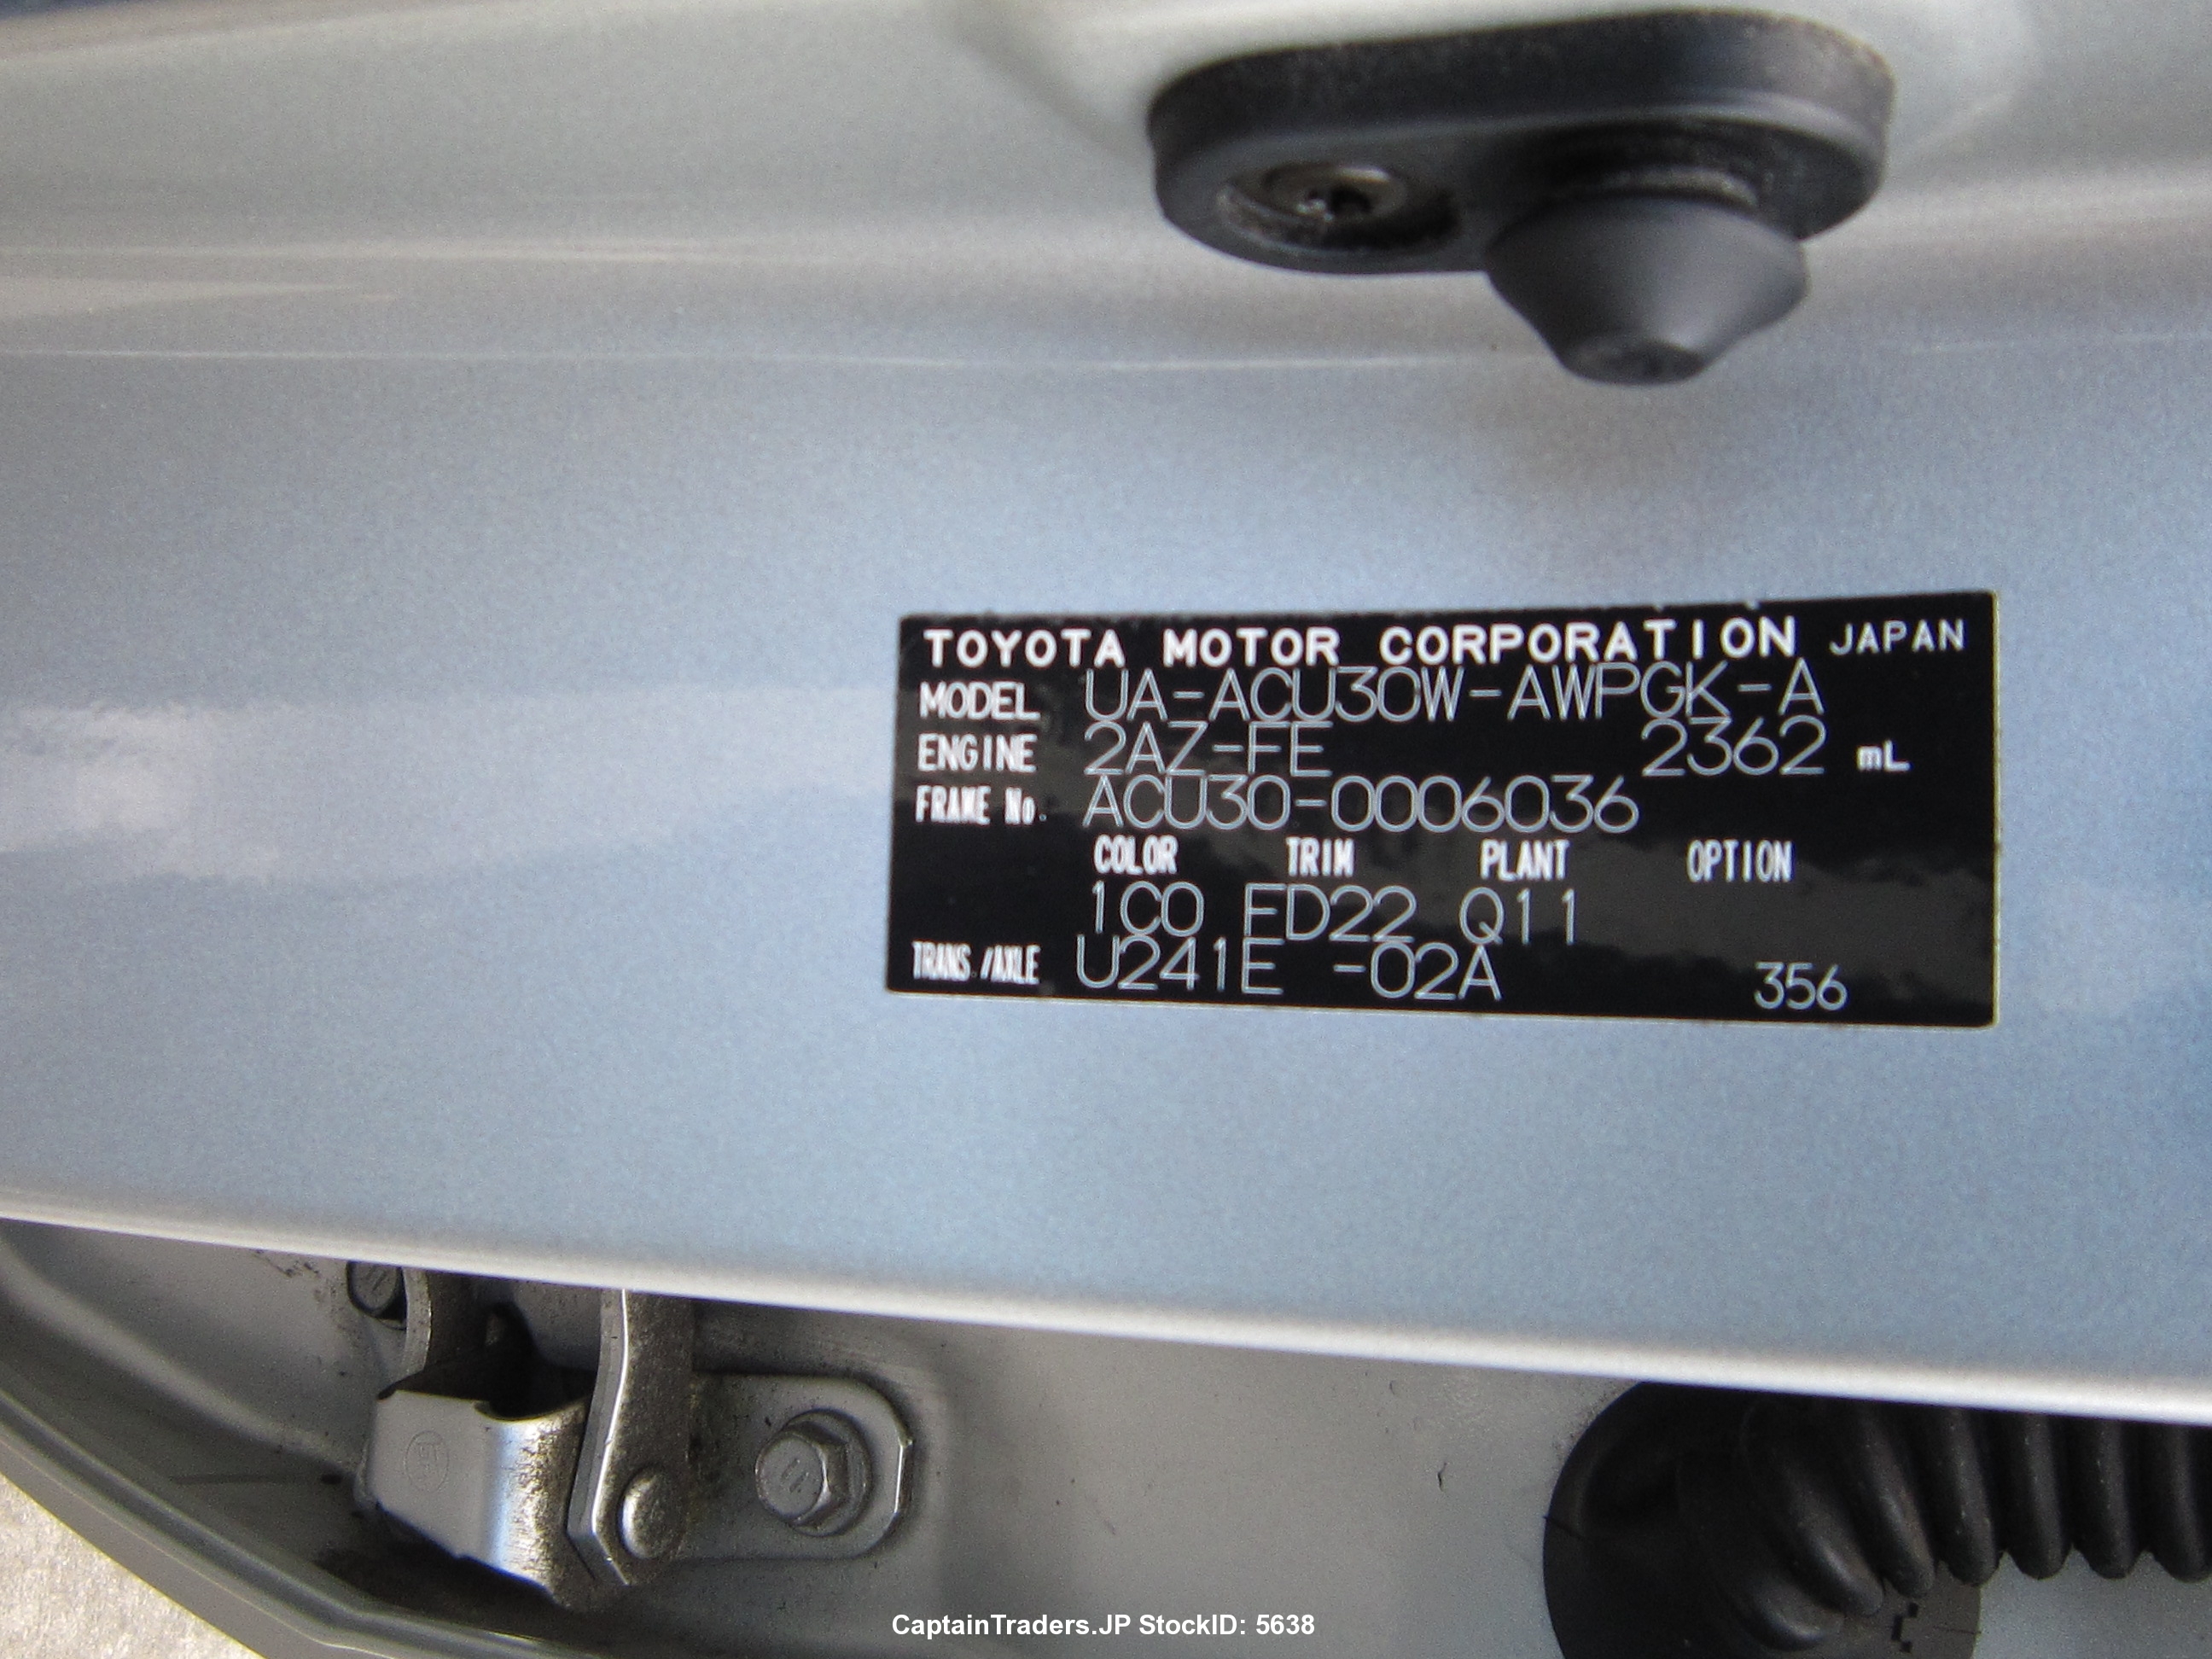 TOYOTA MOTOR CORPORATION JAPAN
MODEL UA-ACU30W-AWPGK-A
ENGINE 2AZ-FE 2362 mL
FRAME No. ACU30-0006036
COLOR TRIM PLANT OPTION
1C0 FD22 Q11
TRANS./AXLE U241E -02A 356
CaptainTraders.JP StockID: 5638